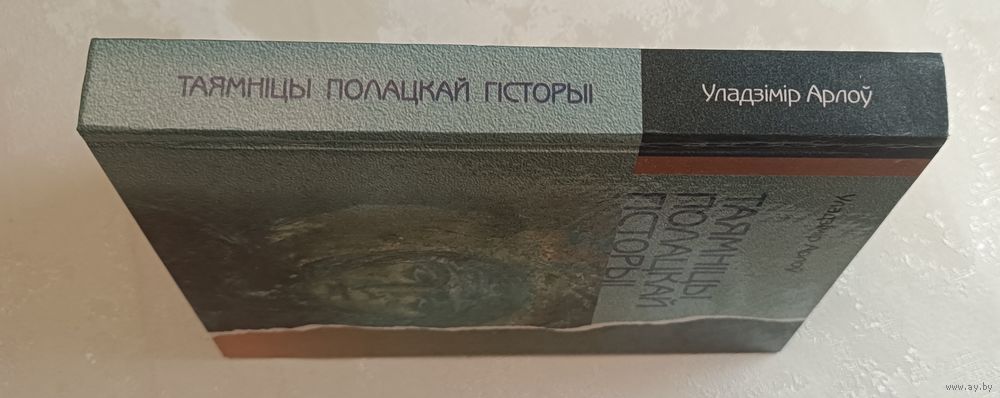 ТАЯМНІЦЫ ПОЛАЦКАЙ ГІСТОРЫІ
Уладзімір Арлоў
Уладзімір Арлоў
ТАЯМНІЦЫ
ПОЛАЦКАЙ
ГІСТОРЫІ
www.ay.by